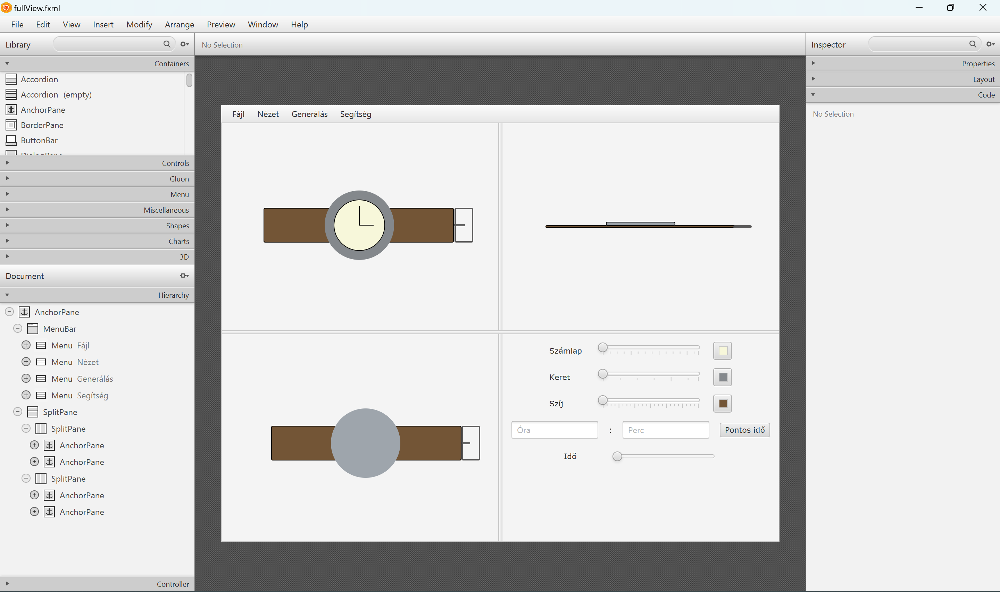 fullView.fxml
File Edit View Insert Modify Arrange Preview Window Help
Library
No Selection
Inspector
Containers
Accordion
Accordion (empty)
AnchorPane
BorderPane
ButtonBar
DialogPane
Controls
Gluon
Menu
Miscellaneous
Shapes
Charts
3D
Document
Hierarchy
AnchorPane
MenuBar
Menu Fájl
Menu Nézet
Menu Generálás
Menu Segítség
SplitPane
SplitPane
AnchorPane
AnchorPane
SplitPane
AnchorPane
AnchorPane
Controller
Fájl Nézet Generálás Segítség
Számlap
Keret
Szíj
Óra : Perc Pontos idő
Idő
Properties
Layout
Code
No Selection